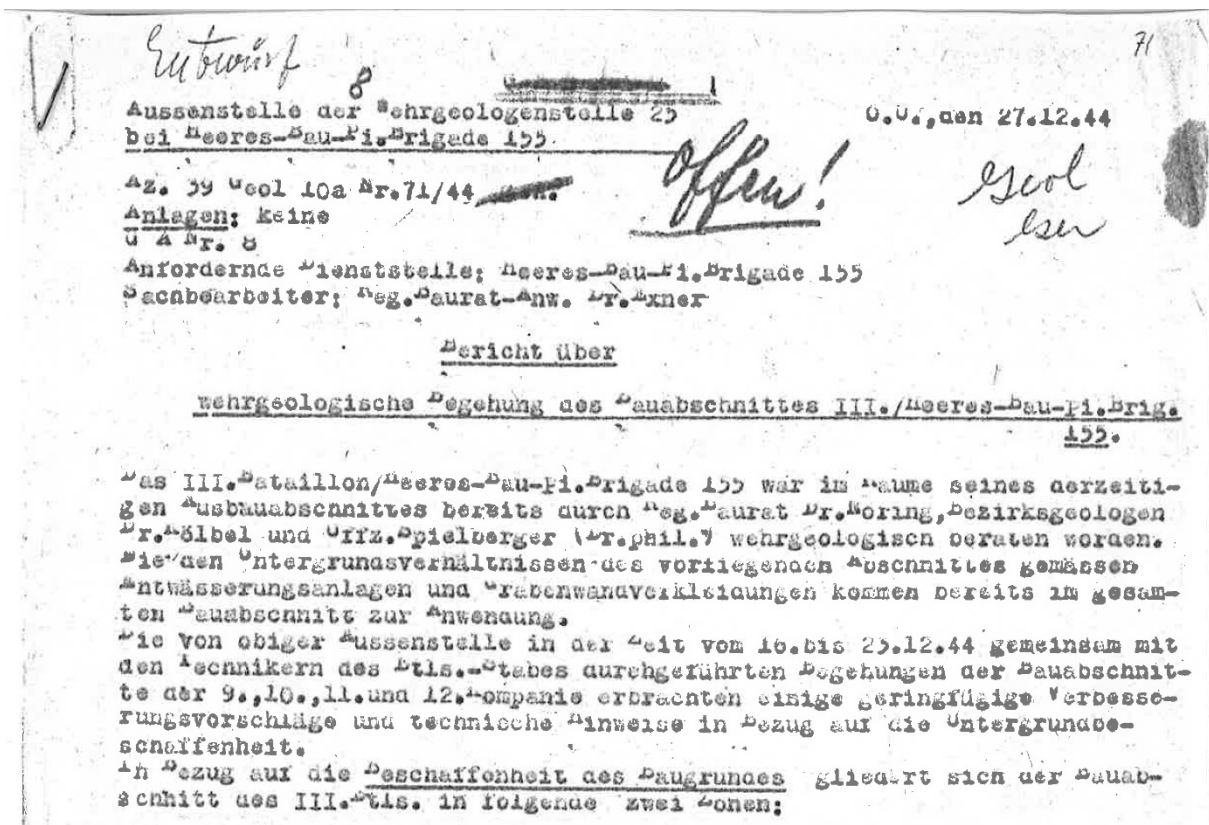 71
Entwurf
8
Aussenstelle der Wehrgeologenstelle 25
O.U.,den 27.12.44
bei Heeres-Bau-Pi.Brigade 155
offen!
Geol
Az. 39 Geol 10a Nr.71/44
Anlagen: keine
G A Nr. 8
Anfordernde Dienststelle: Heeres-Bau-Pi.Brigade 155
Sachbearbeiter: Reg.Baurat-Anw. Dr.Exner
Bericht über
wehrgeologische Begehung des Bauabschnittes III./Heeres-Bau-Pi.Brig.
155.
Das III.Bataillon/Heeres-Bau-Pi.Brigade 155 war im Raume seines derzeiti-
gen Ausbauabschnittes bereits durch Reg.Baurat Dr.Moring,Bezirksgeologen
Dr.Kölbel und Uffz.Spielberger (Dr.phil.) wehrgeologisch beraten worden.
Die den Untergrundsverhältnissen des vorliegenden Abschnittes gemässen
Entwässerungsanlagen und Grabenwandverkleidungen kommen bereits im gesam-
ten Bauabschnitt zur Anwendung.
Die von obiger Aussenstelle in der Zeit vom 16.bis 23.12.44 gemeinsam mit
den Technikern des Btls.-Stabes durchgeführten Begehungen der Bauabschnit-
te der 9.,10.,11.und 12.Kompanie erbrachten einige geringfügige Verbesse-
rungsvorschläge und technische Hinweise in Bezug auf die Untergrundbe-
schaffenheit.
In Bezug auf die Beschaffenheit des Baugrundes gliedert sich der Bauab-
schnitt des III.Btls. in folgende zwei Zonen: